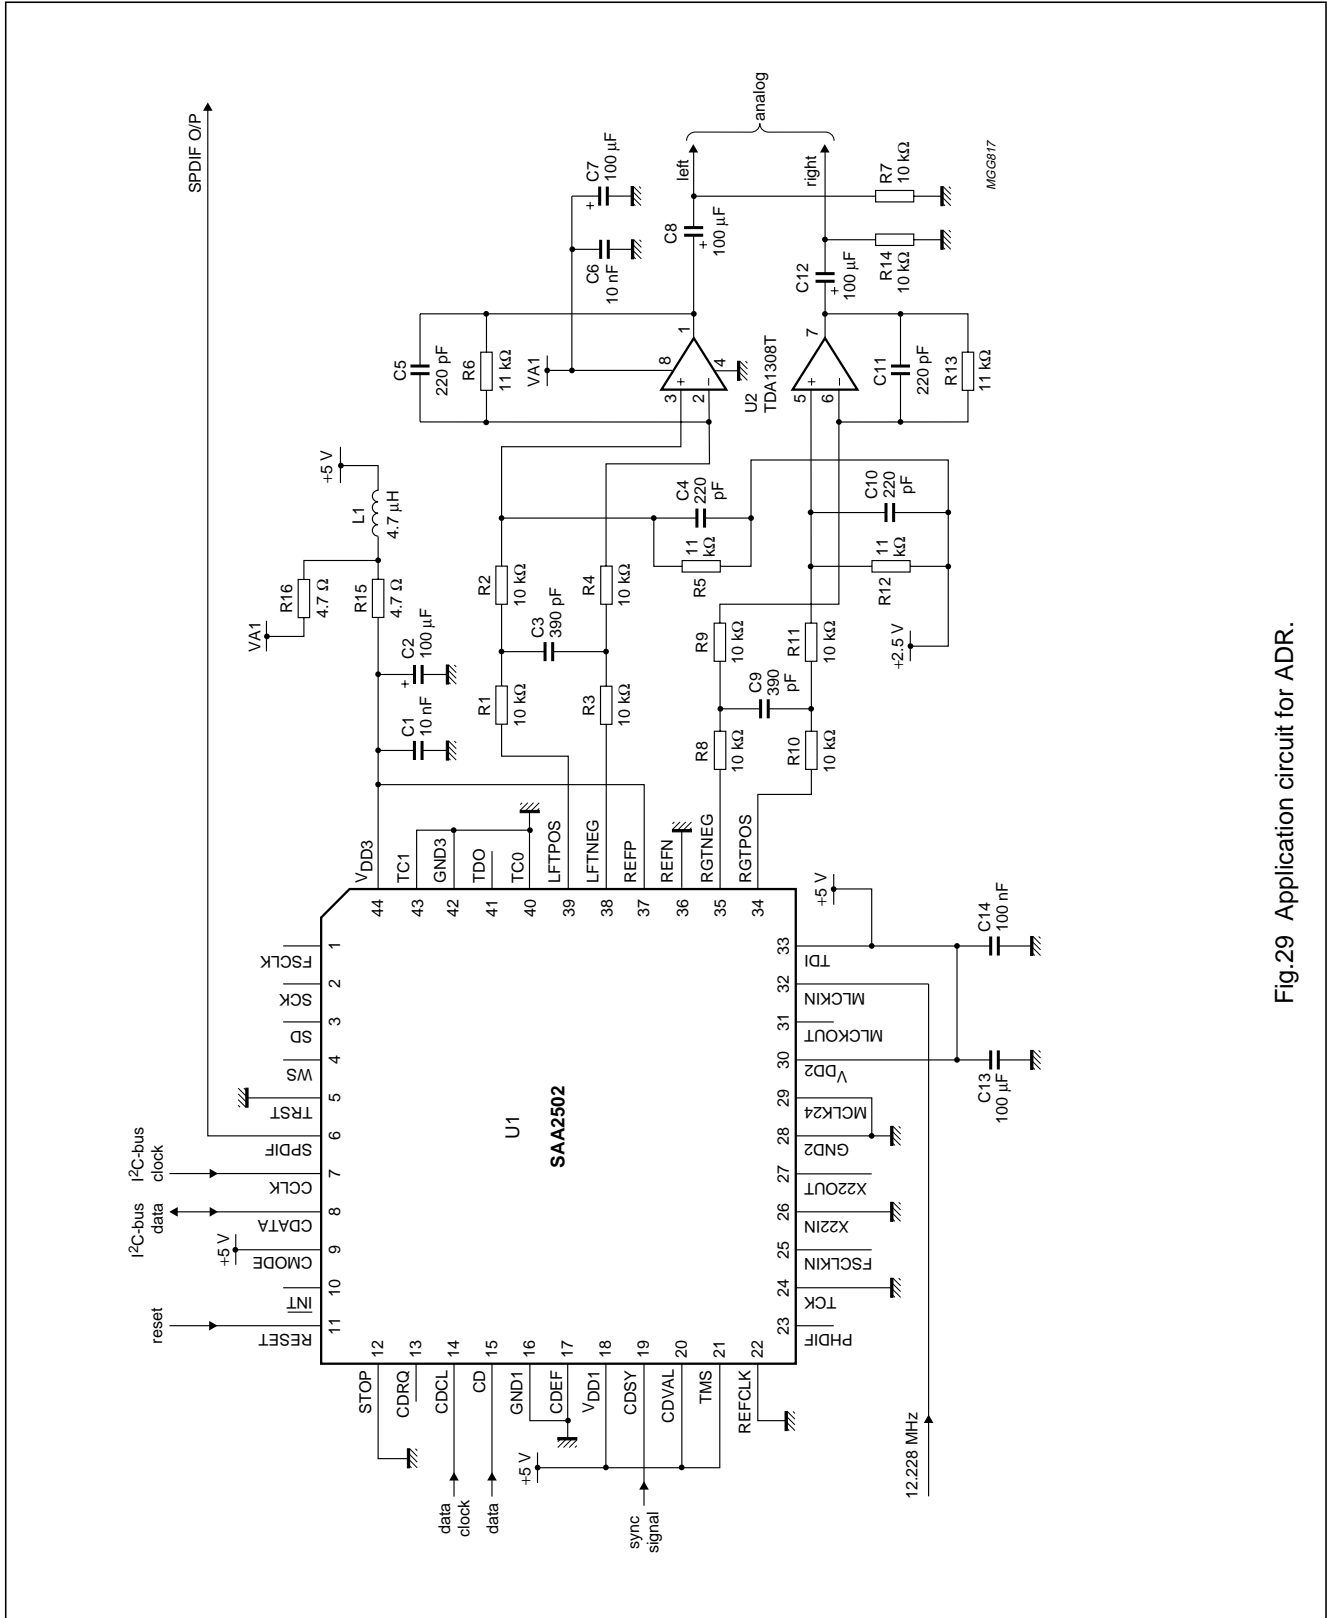 SPDIF O/P
+5 V
L1
4.7 µH
R16
4.7 Ω
R15
4.7 Ω
VA1
C2
100 µF
+
C1
10 nF
C5
220 pF
R6
11 kΩ
VA1
C6
10 nF
C7
100 µF
+
8
3
+
2
−
1
4
U2
TDA1308T
C8
+
100 µF
left
analog
right
C12
+
100 µF
R14
10 kΩ
R7
10 kΩ
5
+
6
−
7
C11
220 pF
R13
11 kΩ
R2
10 kΩ
R4
10 kΩ
C3
390 pF
R1
10 kΩ
R3
10 kΩ
C4
220
pF
11
kΩ
R5
C10
220
pF
11
kΩ
R12
R9
10 kΩ
R11
10 kΩ
C9
390
pF
R8
10 kΩ
R10
10 kΩ
+2.5 V
VDD3
44
TC1
43
GND3
42
TDO
41
TC0
40
LFTPOS
39
LFTNEG
38
REFP
37
REFN
36
RGTNEG
35
RGTPOS
34
FSCLK
1
SCK
2
SD
3
WS
4
TRST
5
SPDIF
6
CCLK
7
CDATA
8
CMODE
9
INT
10
RESET
11
I2C-bus
clock
I2C-bus
data
+5 V
reset
U1
SAA2502
33
TDI
32
MLCKIN
31
MLCKOUT
30
VDD2
29
MCLK24
28
GND2
27
X22OUT
26
X22IN
25
FSCLKIN
24
TCK
23
PHDIF
+5 V
C14
100 nF
C13
100 µF
12
STOP
13
CDRQ
14
CDCL
15
CD
16
GND1
17
CDEF
18
VDD1
19
CDSY
20
CDVAL
21
TMS
22
REFCLK
data
clock
data
+5 V
sync
signal
12.228 MHz
MGG817
Fig.29 Application circuit for ADR.